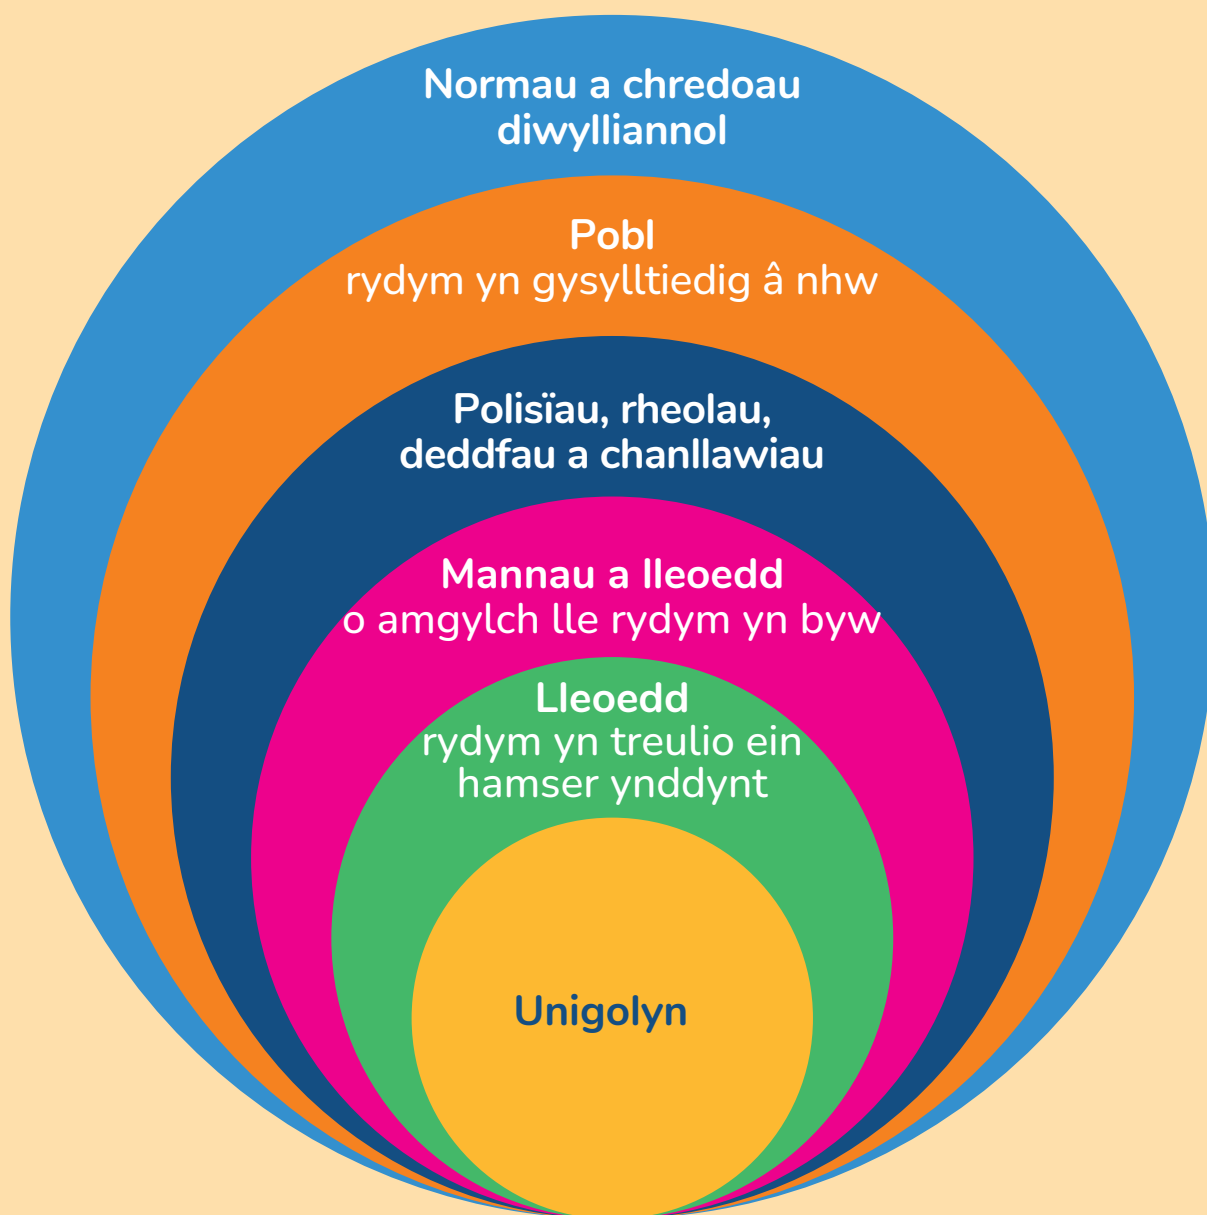 Normau a chredoau
diwylliannol
Pobl
rydym yn gysylltiedig â nhw
Polisïau, rheolau,
deddfau a chanllawiau
Mannau a lleoedd
o amgylch lle rydym yn byw
Lleoedd
rydym yn treulio ein
hamser ynddynt
Unigolyn